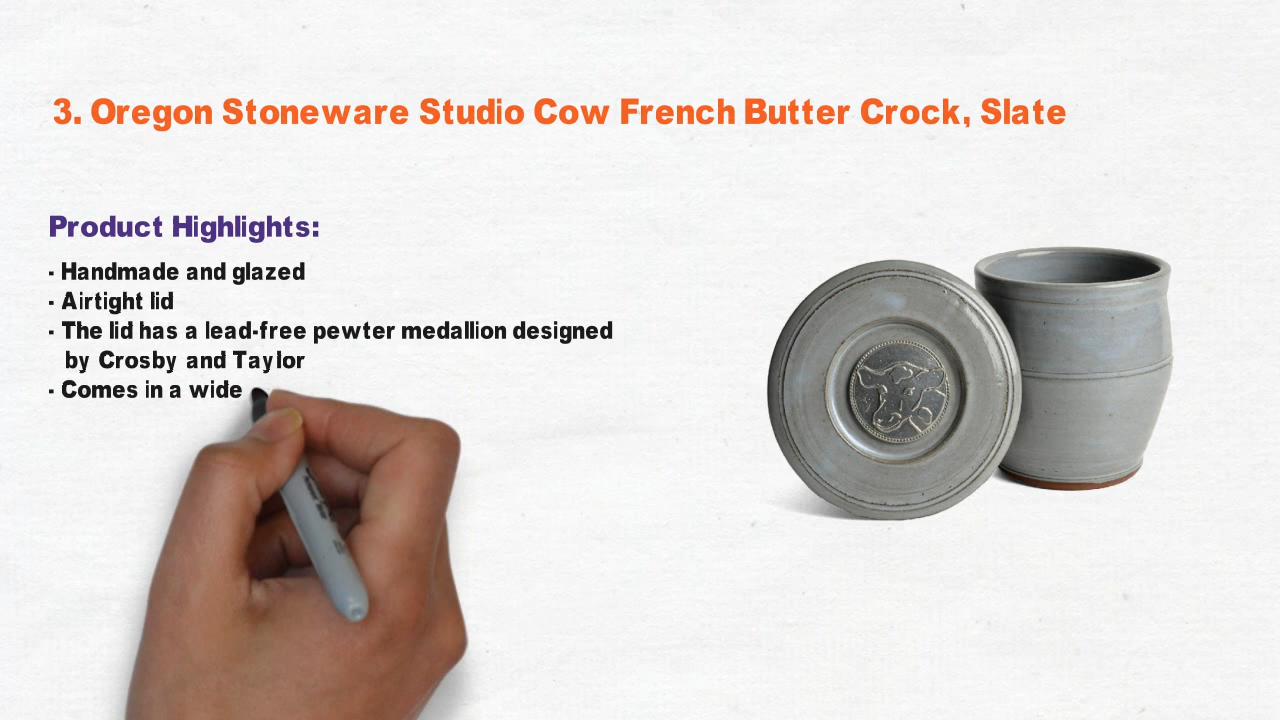 3. Oregon Stoneware Studio Cow French Butter Crock, Slate
Product Highlights:
- Handmade and glazed
- Airtight lid
- The lid has a lead-free pewter medallion designed
by Crosby and Taylor
- Comes in a wide